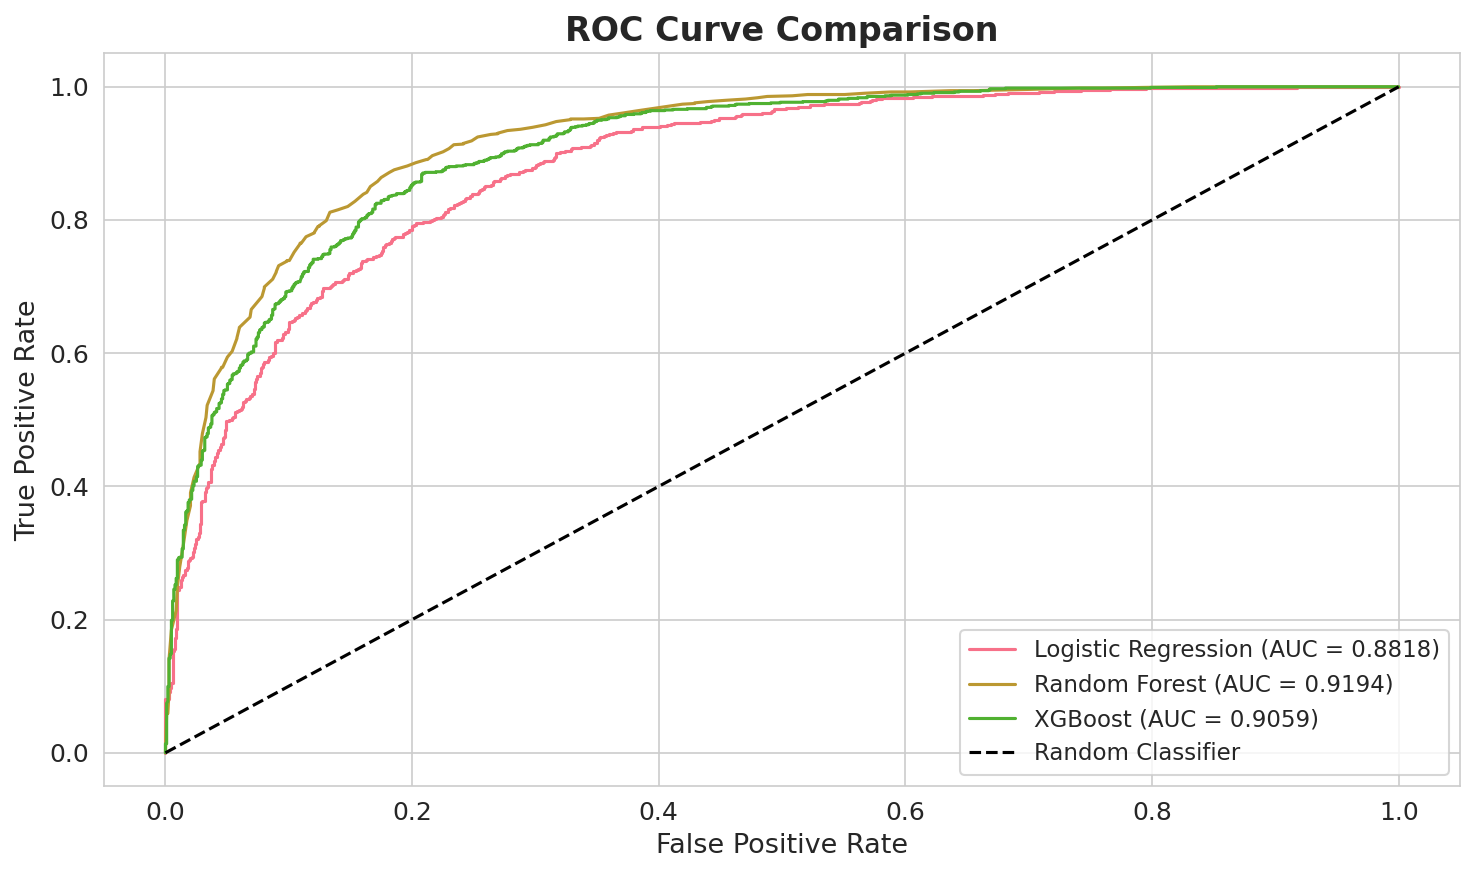 ROC Curve Comparison
True Positive Rate
1.0
0.8
0.6
0.4
0.2
0.0
Logistic Regression (AUC = 0.8818)
Random Forest (AUC = 0.9194)
XGBoost (AUC = 0.9059)
Random Classifier
0.0 0.2 0.4 0.6 0.8 1.0
False Positive Rate